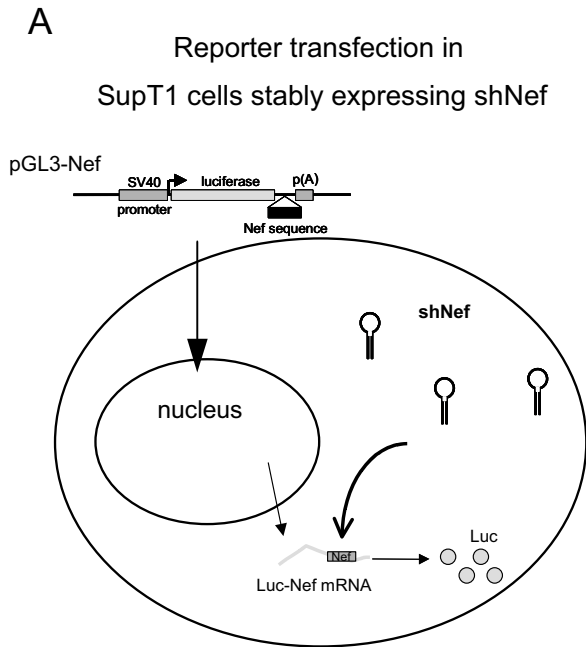 A
Reporter transfection in
SupT1 cells stably expressing shNef
pGL3-Nef
SV40 luciferase p(A)
promoter
Nef sequence
shNef
nucleus
Nef
Luc
Luc-Nef mRNA